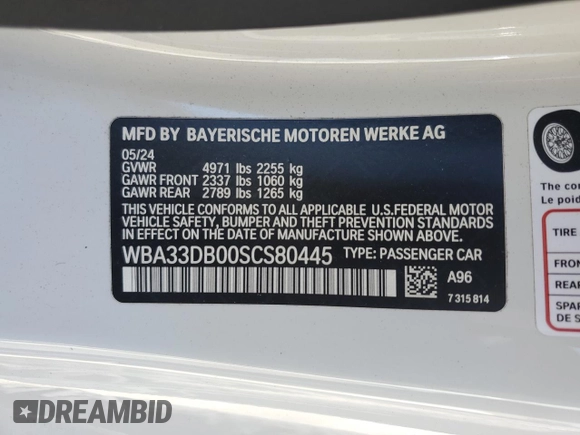 MFD BY BAYERISCHE MOTOREN WERKE AG
05/24
GVWR 4971 lbs 2255 kg
GAWR FRONT 2337 lbs 1060 kg
GAWR REAR 2789 lbs 1265 kg
THIS VEHICLE CONFORMS TO ALL APPLICABLE U.S.FEDERAL MOTOR
VEHICLE SAFETY, BUMPER AND THEFT PREVENTION STANDARDS
IN EFFECT ON THE DATE OF MANUFACTURE SHOWN ABOVE.
WBA33DB00SCS80445 TYPE: PASSENGER CAR
A96
7 315 814
The co
Le poid
TIRE
FRON
REAR
SPAR
DE S
DREAMBID